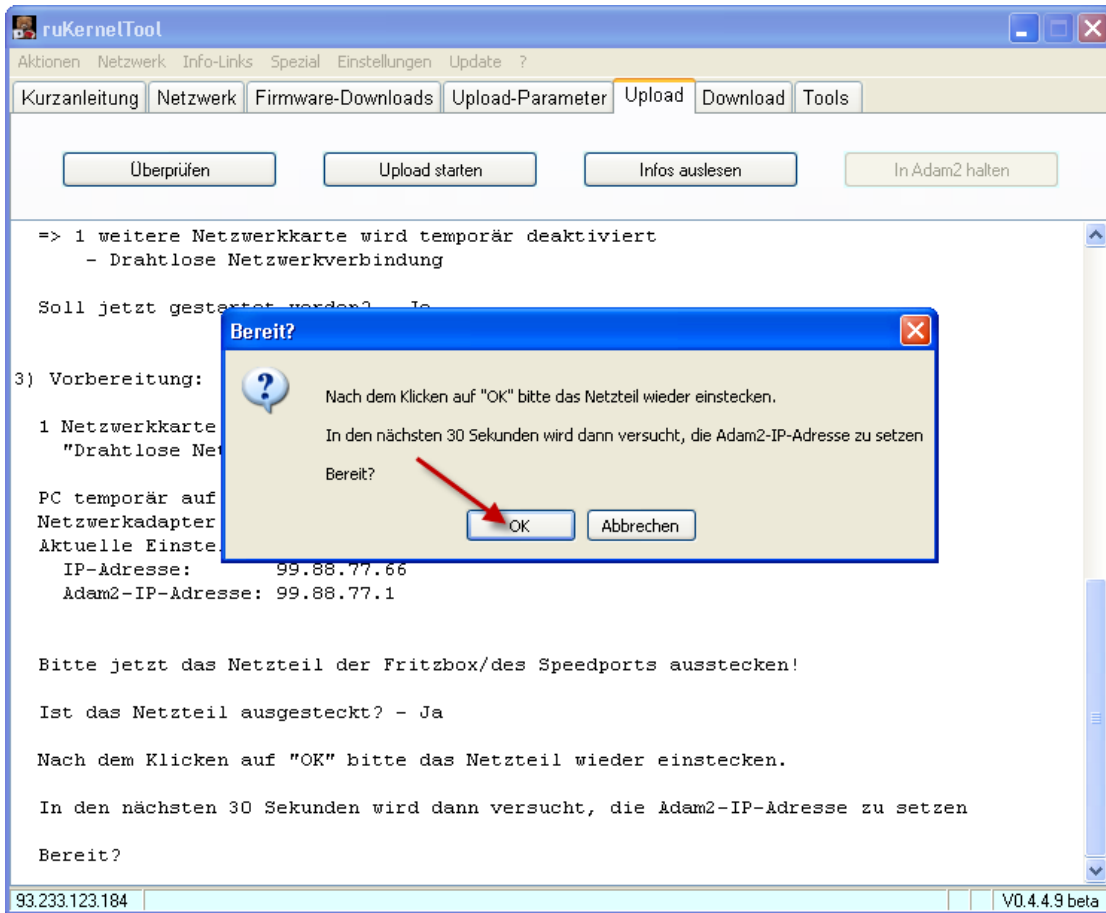 ruKernelTool
Aktionen Netzwerk Info-Links Spezial Einstellungen Update ?
Kurzanleitung Netzwerk Firmware-Downloads Upload-Parameter Upload Download Tools
Überprüfen Upload starten Infos auslesen In Adam2 halten
=> 1 weitere Netzwerkkarte wird temporär deaktiviert
- Drahtlose Netzwerkverbindung
Soll jetzt gestartet werden? - Ja
Bereit?
Nach dem Klicken auf "OK" bitte das Netzteil wieder einstecken.
In den nächsten 30 Sekunden wird dann versucht, die Adam2-IP-Adresse zu setzen
Bereit?
OK Abbrechen
3) Vorbereitung:
1 Netzwerkkarte
"Drahtlose Net
PC temporär auf
Netzwerkadapter
Aktuelle Einste
IP-Adresse: 99.88.77.66
Adam2-IP-Adresse: 99.88.77.1
Bitte jetzt das Netzteil der Fritzbox/des Speedports ausstecken!
Ist das Netzteil ausgesteckt? - Ja
Nach dem Klicken auf "OK" bitte das Netzteil wieder einstecken.
In den nächsten 30 Sekunden wird dann versucht, die Adam2-IP-Adresse zu setzen
Bereit?
93.233.123.184 V0.4.4.9 beta